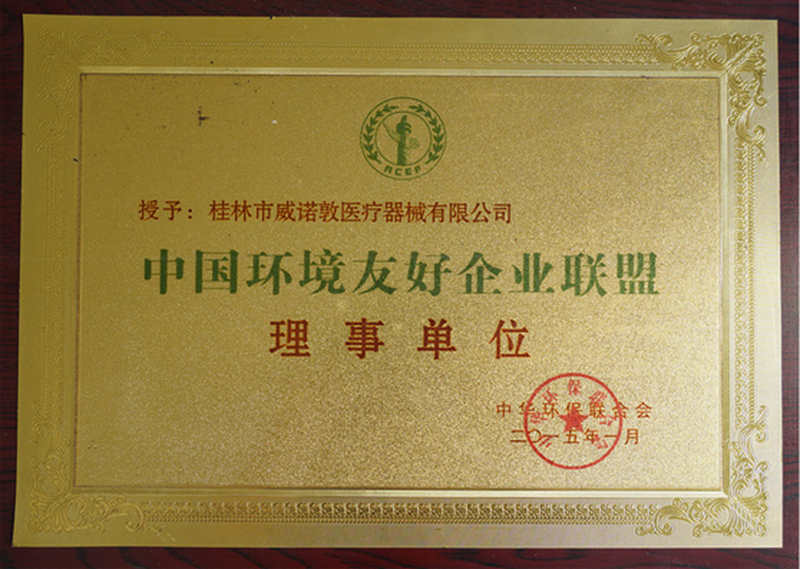 ACEF
授予：桂林市威诺敦医疗器械有限公司
中国环境友好企业联盟
理事单位
中华环保联合会
二〇一五年一月